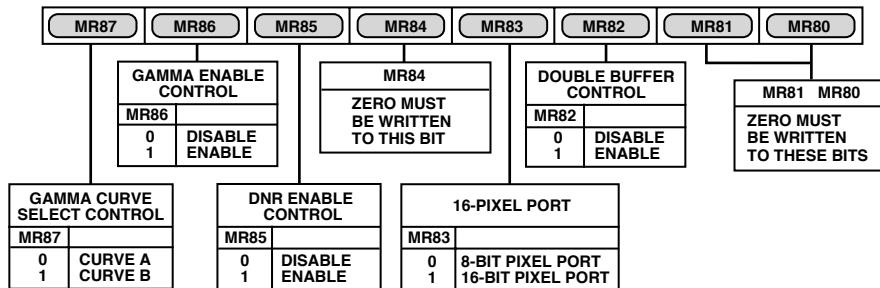 MR87 MR86 MR85 MR84 MR83 MR82 MR81 MR80
GAMMA ENABLE
CONTROL
MR86
0 DISABLE
1 ENABLE
MR84
ZERO MUST
BE WRITTEN
TO THIS BIT
DOUBLE BUFFER
CONTROL
MR82
0 DISABLE
1 ENABLE
MR81 MR80
ZERO MUST
BE WRITTEN
TO THESE BITS
GAMMA CURVE
SELECT CONTROL
MR87
0 CURVE A
1 CURVE B
DNR ENABLE
CONTROL
MR85
0 DISABLE
1 ENABLE
16-PIXEL PORT
MR83
0 8-BIT PIXEL PORT
1 16-BIT PIXEL PORT